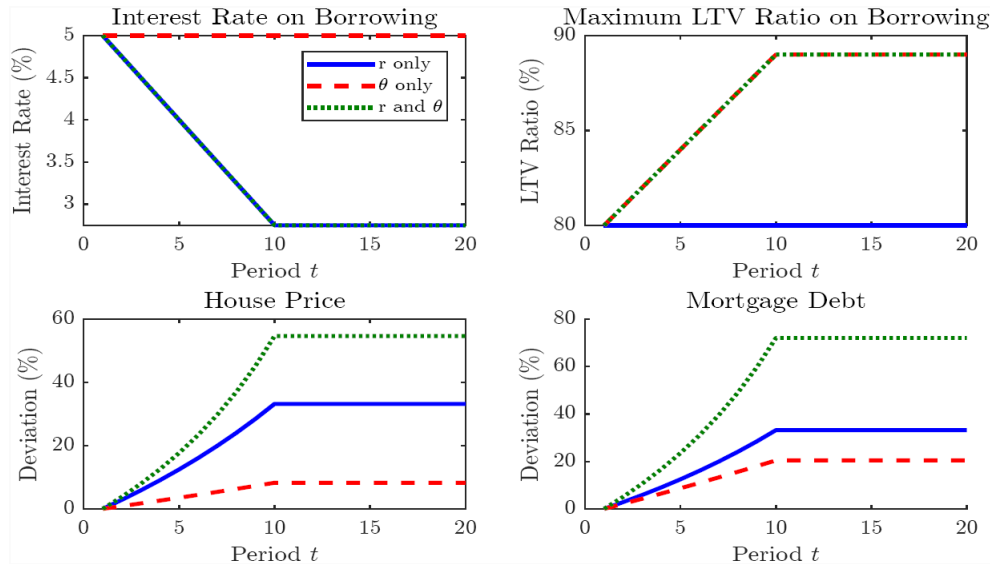 Interest Rate on Borrowing
Interest Rate (%)
5
4.5
4
3.5
3
0
5
10
15
20
Period t
r only
θ only
r and θ
Maximum LTV Ratio on Borrowing
LTV Ratio (%)
90
85
80
0
5
10
15
20
Period t
House Price
Deviation (%)
60
40
20
0
0
5
10
15
20
Period t
Mortgage Debt
Deviation (%)
80
60
40
20
0
0
5
10
15
20
Period t